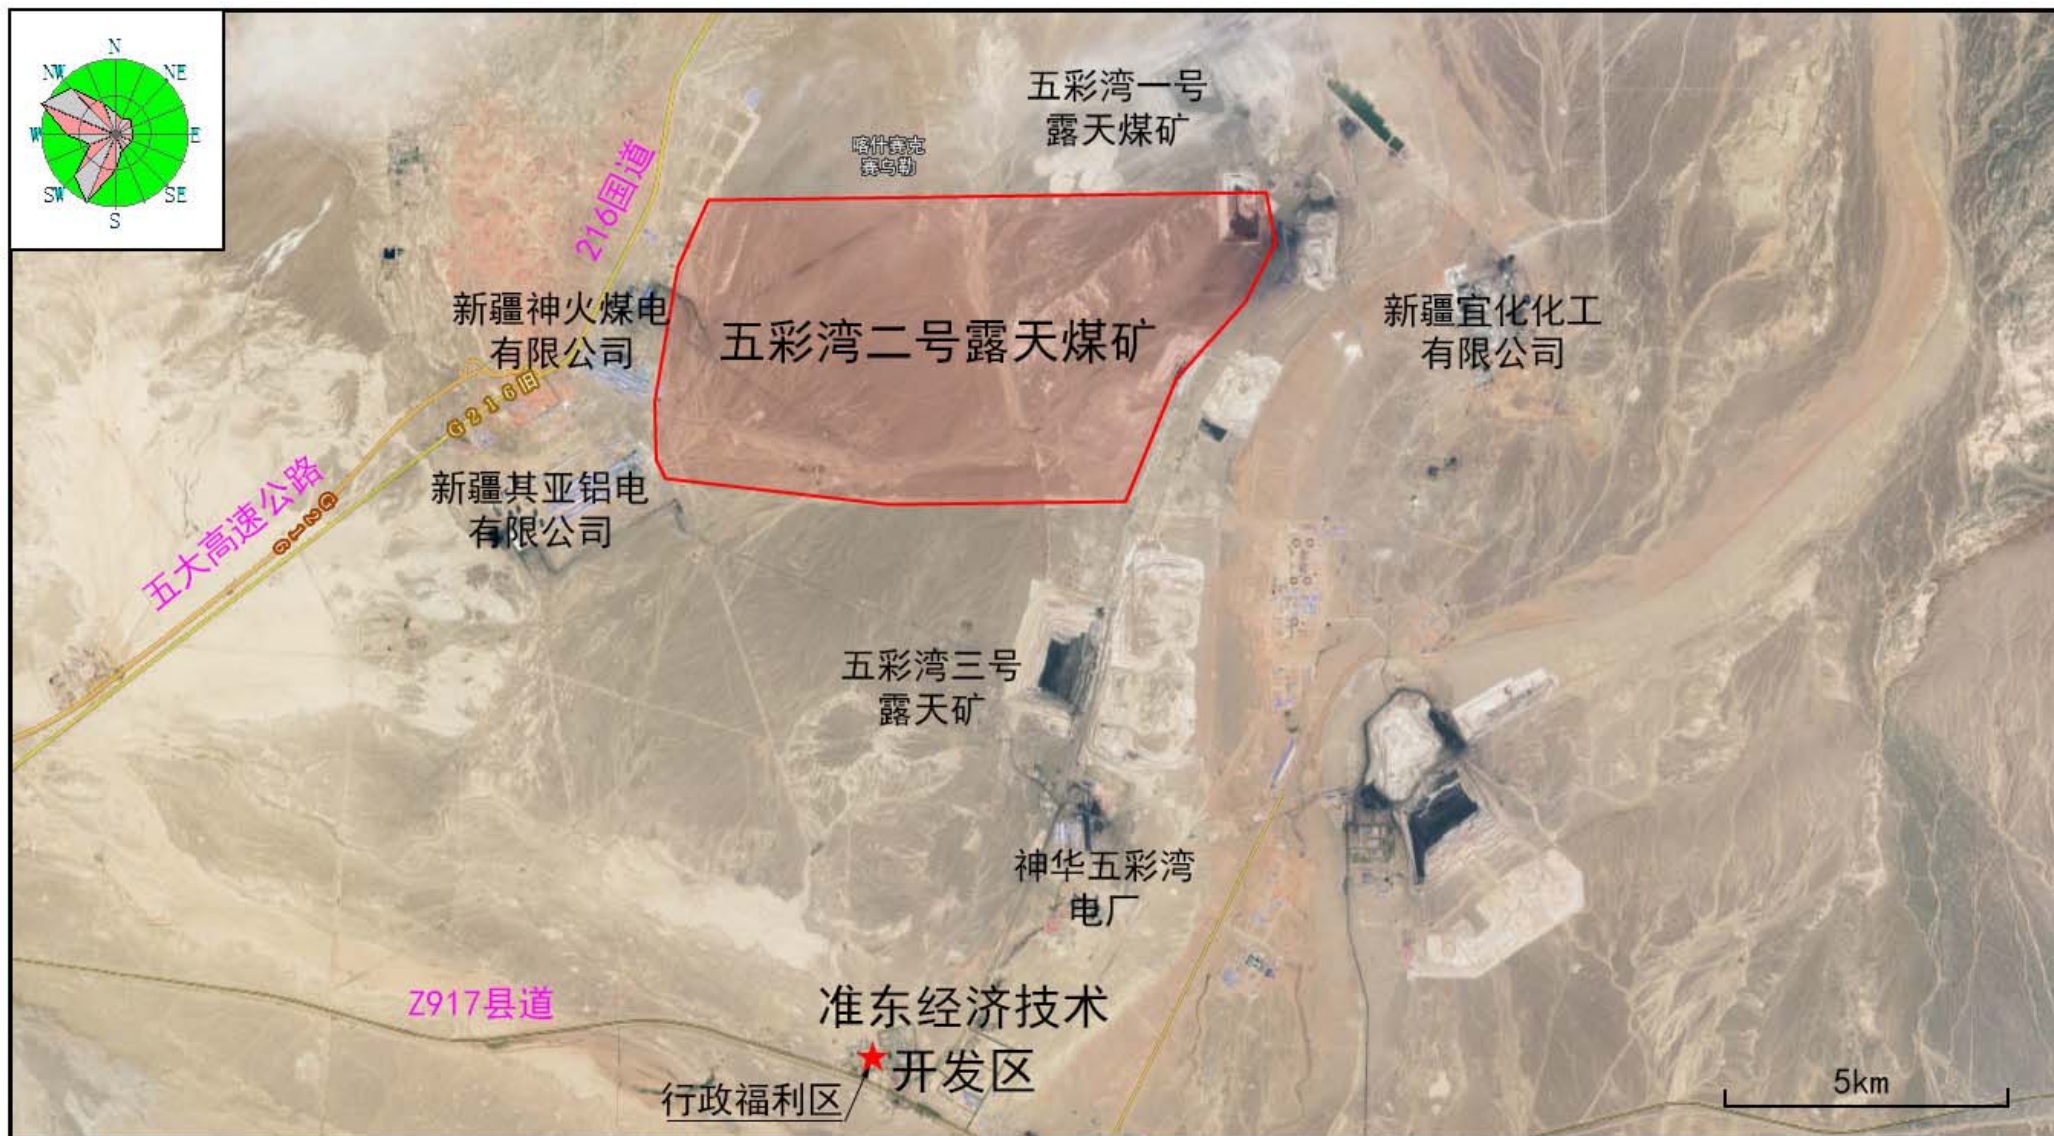 N
NW
NE
W
E
SW
SE
S
五彩湾一号
露天煤矿
喀什赛克
赛乌勒
216国道
新疆神火煤电
有限公司
五彩湾二号露天煤矿
新疆宜化化工
有限公司
G216旧
新疆其亚铝电
有限公司
五大高速公路
G216
五彩湾三号
露天矿
神华五彩湾
电厂
Z917县道
准东经济技术
开发区
行政福利区
5km